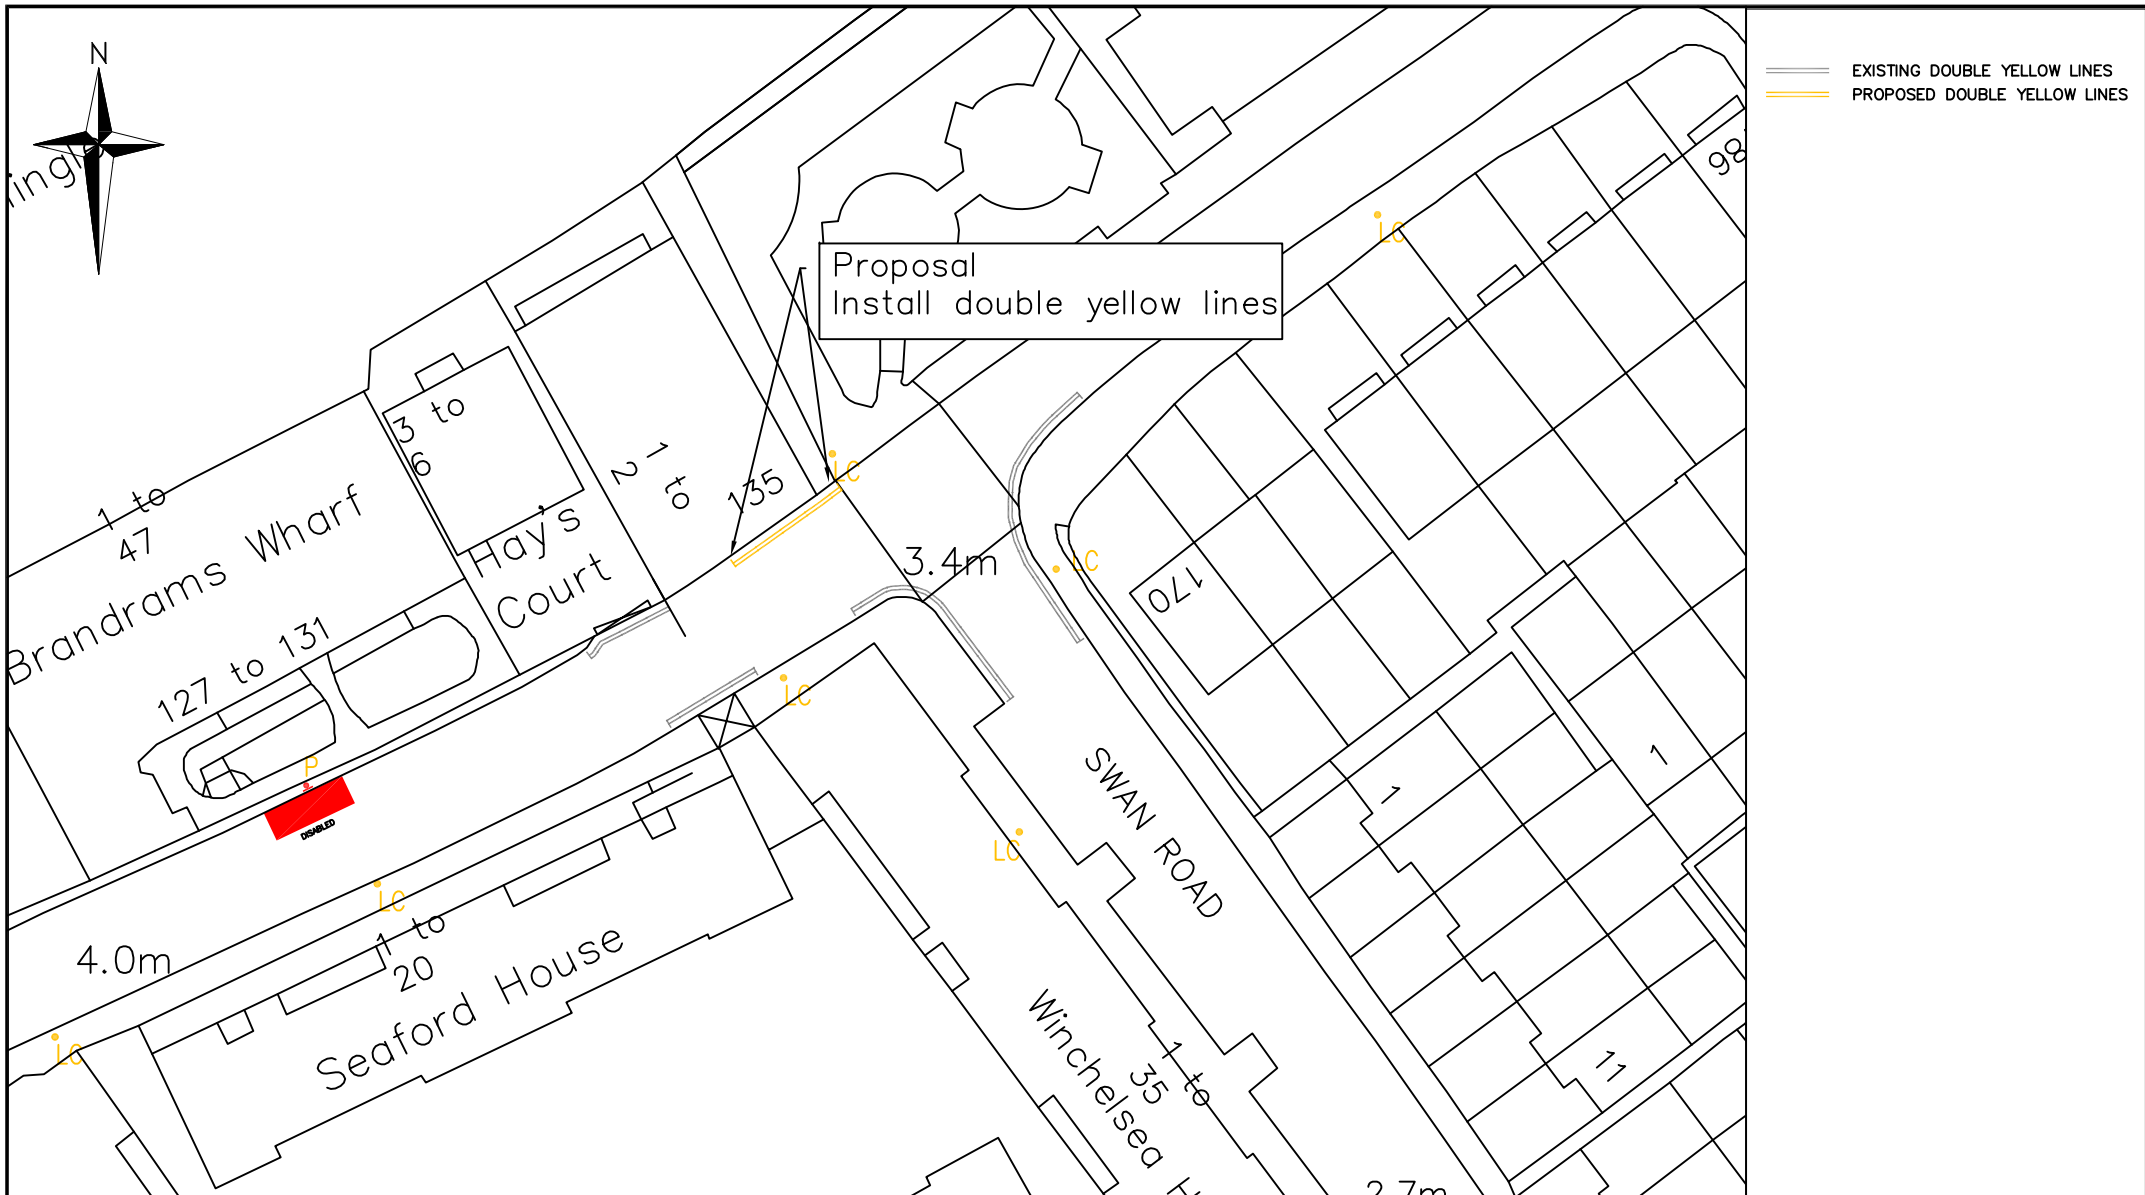 N
EXISTING DOUBLE YELLOW LINES
PROPOSED DOUBLE YELLOW LINES
98
LC
Proposal
Install double yellow lines
3 to
6
1 to
2
135
LC
1 to
47
Brandrams Wharf
Hay's
Court
3.4m
LC
170
127 to 131
LC
P
DISABLED
SWAN ROAD
1
1
LC
LC
4.0m
1 to
20
Seaford House
LC
Winchelsea H
1 to
35
11
2.7m